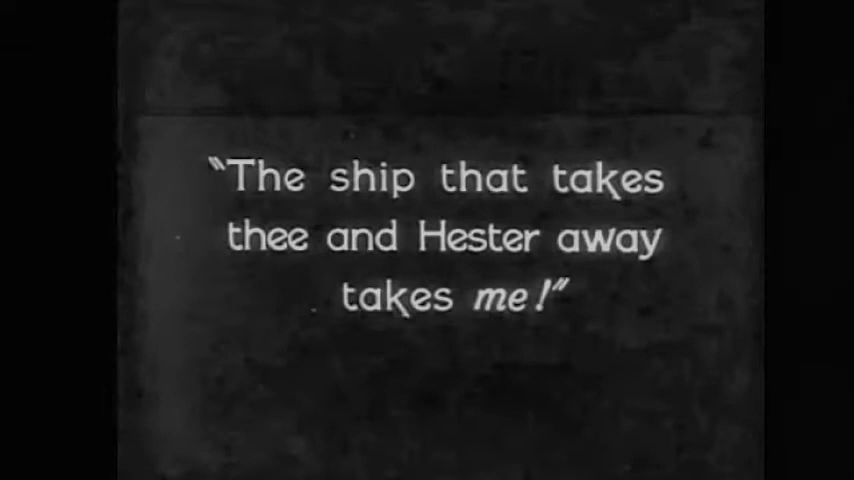 "The ship that takes
thee and Hester away
takes me!"